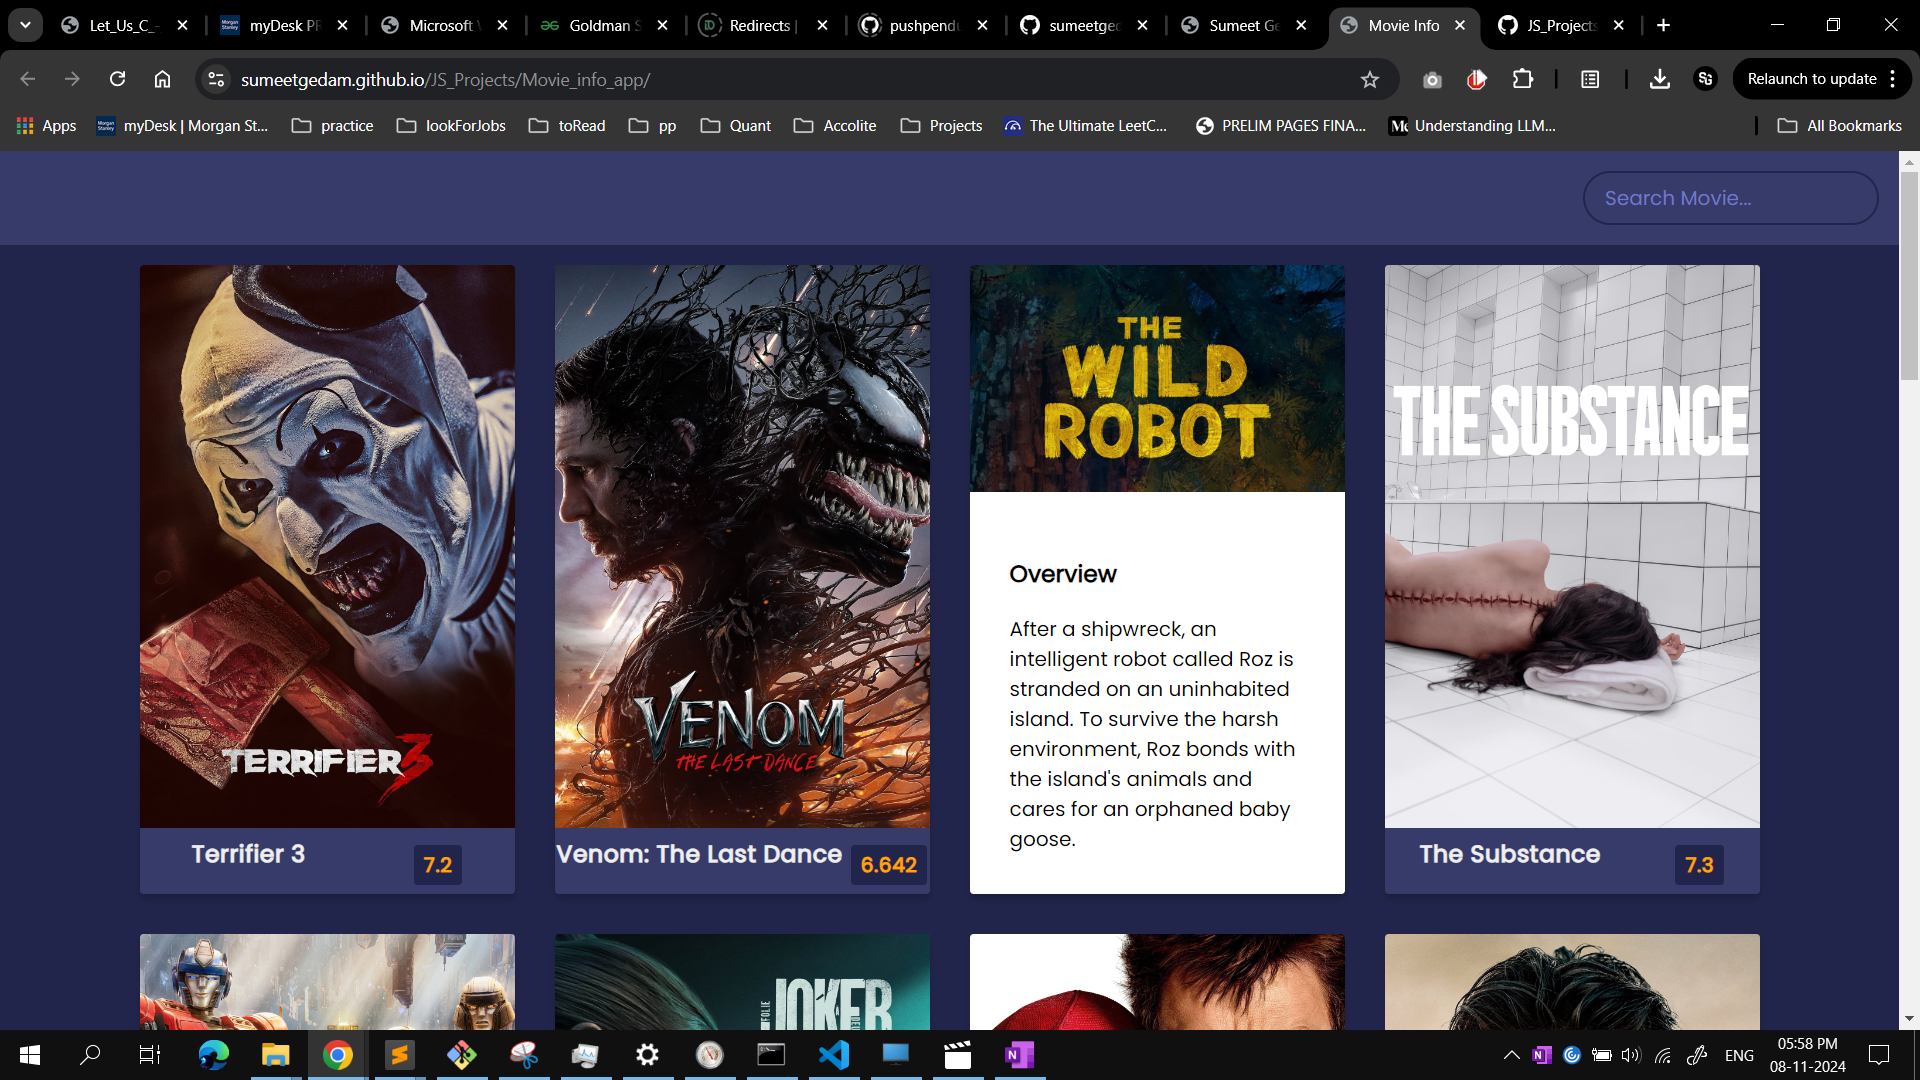 Let_Us_C_-
myDesk PR
Microsoft
Goldman S
Redirects |
pushpend
sumeetged
Sumeet Ge
Movie Info
JS_Projects
sumeetgedam.github.io/JS_Projects/Movie_info_app/
Relaunch to update
Apps
myDesk | Morgan St...
practice
lookForJobs
toRead
pp
Quant
Accolite
Projects
The Ultimate LeetC...
PRELIM PAGES FINA...
Understanding LLM...
All Bookmarks
Search Movie...
TERRIFIER 3
Terrifier 3
7.2
VENOM
THE LAST DANCE
Venom: The Last Dance
6.642
THE
WILD
ROBOT
Overview
After a shipwreck, an
intelligent robot called Roz is
stranded on an uninhabited
island. To survive the harsh
environment, Roz bonds with
the island's animals and
cares for an orphaned baby
goose.
THE SUBSTANCE
The Substance
7.3
JOKER
ENG
05:58 PM
08-11-2024